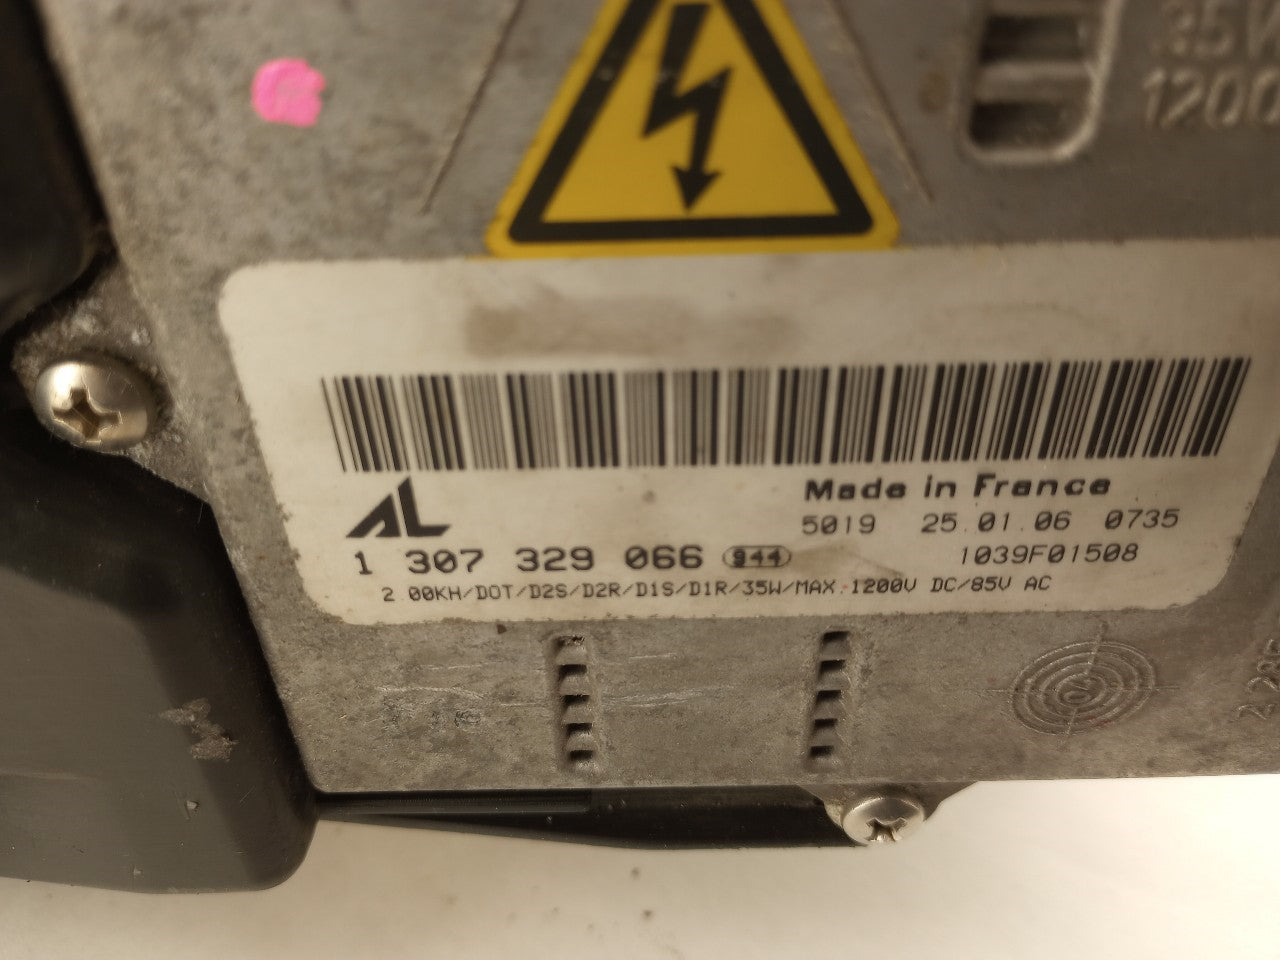 35W
1200
AL
Made in France
5019 25.01.06 0735
1 307 329 066 944
1039F01508
2.00KH/DOT/D2S/D2R/D1S/D1R/35W/MAX.1200V DC/85V AC